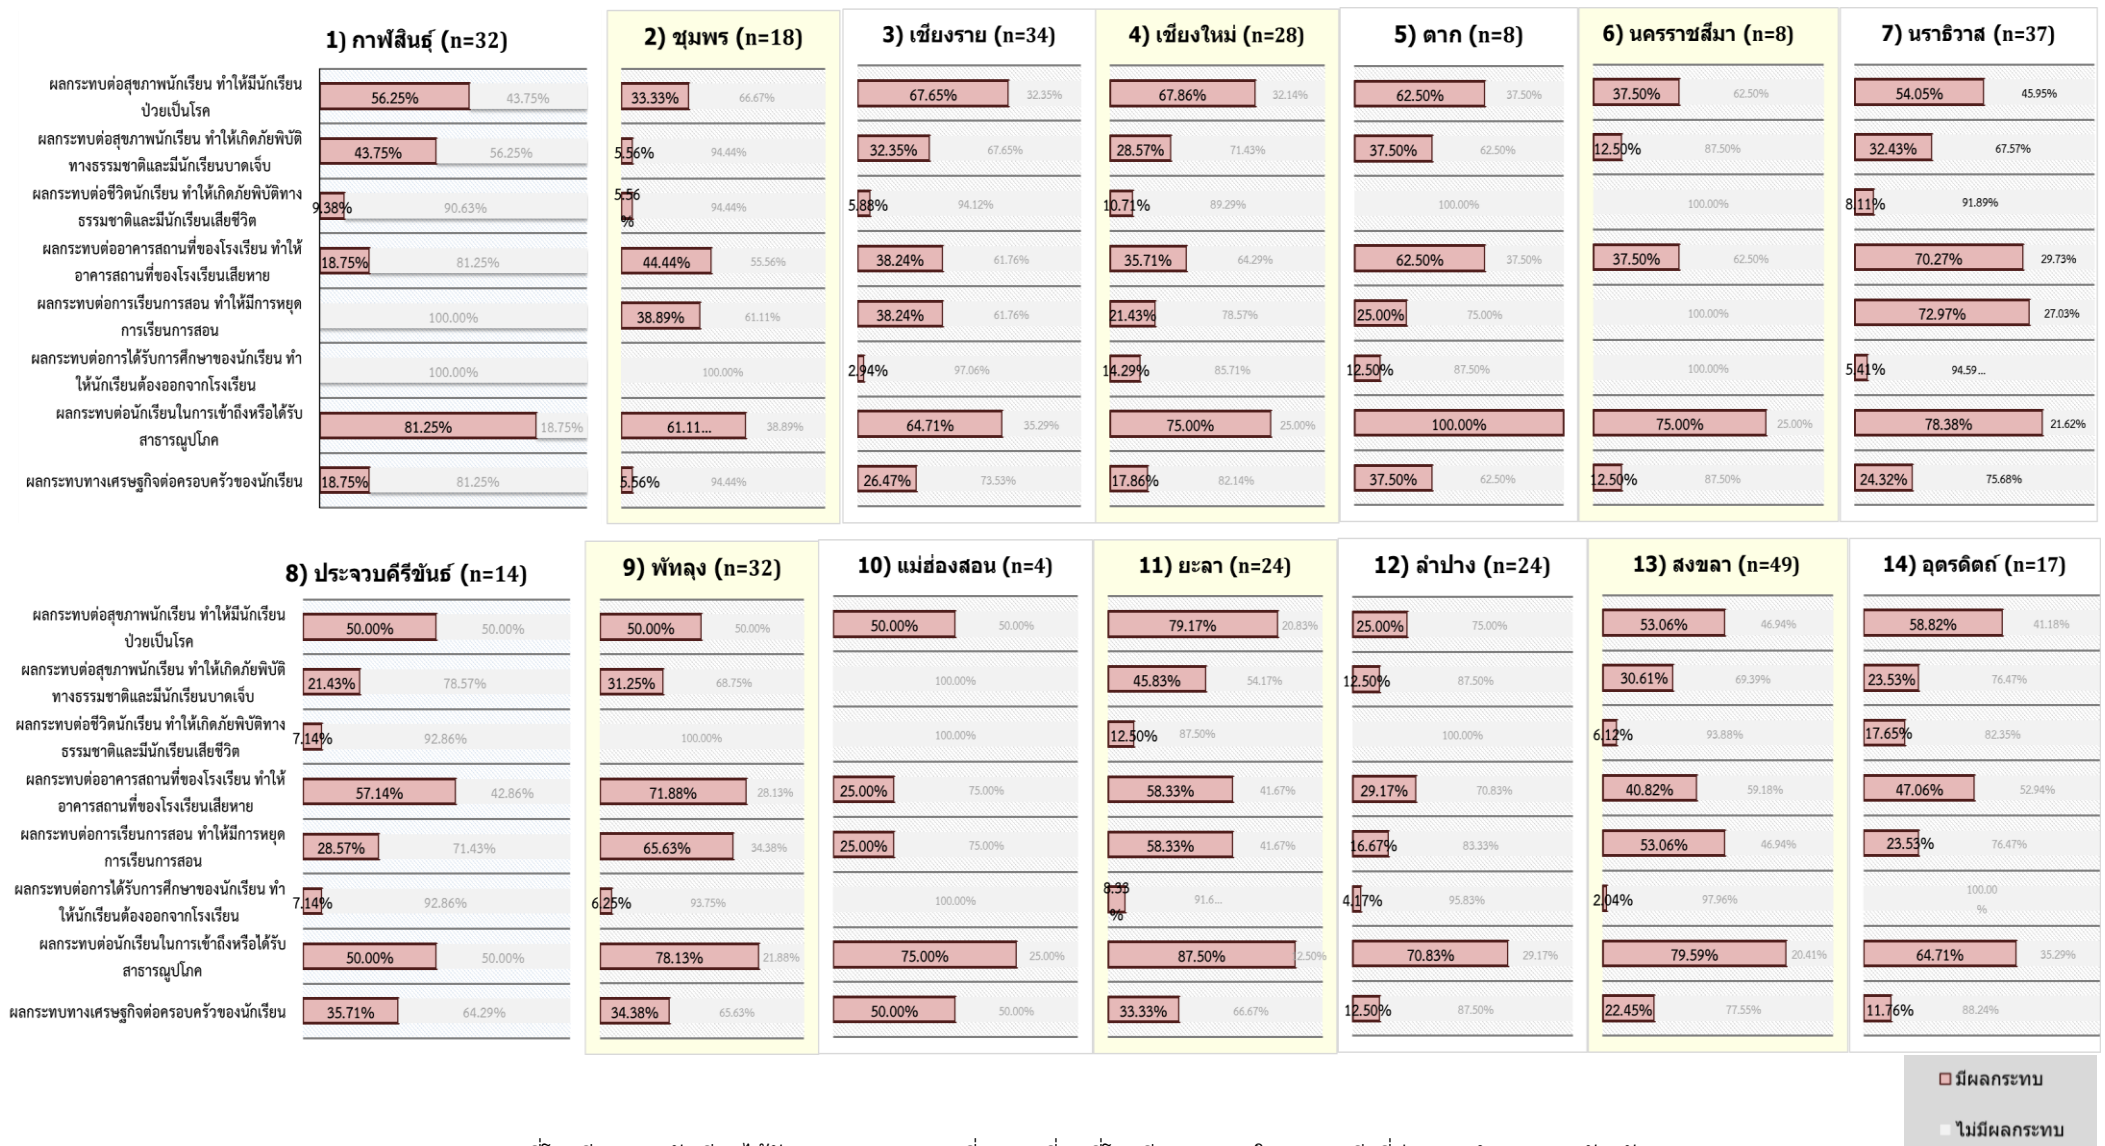 1) กาฬสินธุ์ (n=32)
2) ชุมพร (n=18)
3) เชียงราย (n=34)
4) เชียงใหม่ (n=28)
5) ตาก (n=8)
6) นครราชสีมา (n=8)
7) นราธิวาส (n=37)
ผลกระทบต่อสุขภาพนักเรียน ทำให้มีนักเรียน
ป่วยเป็นโรค
56.25% 43.75% 33.33% 66.67% 67.65% 32.35% 67.86% 32.14% 62.50% 37.50% 37.50% 62.50% 54.05% 45.95%
ผลกระทบต่อสุขภาพนักเรียน ทำให้เกิดภัยพิบัติ
ทางธรรมชาติและมีนักเรียนบาดเจ็บ
43.75% 56.25% 5.56% 94.44% 32.35% 67.65% 28.57% 71.43% 37.50% 62.50% 12.50% 87.50% 32.43% 67.57%
ผลกระทบต่อชีวิตนักเรียน ทำให้เกิดภัยพิบัติทาง
ธรรมชาติและมีนักเรียนเสียชีวิต
9.38% 90.63% 5.56% 94.44% 5.88% 94.12% 10.71% 89.29% 100.00% 100.00% 8.11% 91.89%
ผลกระทบต่ออาคารสถานที่ของโรงเรียน ทำให้
อาคารสถานที่ของโรงเรียนเสียหาย
18.75% 81.25% 44.44% 55.56% 38.24% 61.76% 35.71% 64.29% 62.50% 37.50% 37.50% 62.50% 70.27% 29.73%
ผลกระทบต่อการเรียนการสอน ทำให้มีการหยุด
การเรียนการสอน
100.00% 38.89% 61.11% 38.24% 61.76% 21.43% 78.57% 25.00% 75.00% 100.00% 72.97% 27.03%
ผลกระทบต่อการได้รับการศึกษาของนักเรียน ทำ
ให้นักเรียนต้องออกจากโรงเรียน
100.00% 100.00% 2.94% 97.06% 14.29% 85.71% 12.50% 87.50% 100.00% 5.41% 94.59...
ผลกระทบต่อนักเรียนในการเข้าถึงหรือได้รับ
สาธารณูปโภค
81.25% 18.75% 61.11... 38.89% 64.71% 35.29% 75.00% 25.00% 100.00% 75.00% 25.00% 78.38% 21.62%
ผลกระทบทางเศรษฐกิจต่อครอบครัวของนักเรียน
18.75% 81.25% 5.56% 94.44% 26.47% 73.53% 17.86% 82.14% 37.50% 62.50% 12.50% 87.50% 24.32% 75.68%
8) ประจวบคีรีขันธ์ (n=14)
9) พัทลุง (n=32)
10) แม่ฮ่องสอน (n=4)
11) ยะลา (n=24)
12) ลำปาง (n=24)
13) สงขลา (n=49)
14) อุตรดิตถ์ (n=17)
ผลกระทบต่อสุขภาพนักเรียน ทำให้มีนักเรียน
ป่วยเป็นโรค
50.00% 50.00% 50.00% 50.00% 50.00% 50.00% 79.17% 20.83% 25.00% 75.00% 53.06% 46.94% 58.82% 41.18%
ผลกระทบต่อสุขภาพนักเรียน ทำให้เกิดภัยพิบัติ
ทางธรรมชาติและมีนักเรียนบาดเจ็บ
21.43% 78.57% 31.25% 68.75% 100.00% 45.83% 54.17% 12.50% 87.50% 30.61% 69.39% 23.53% 76.47%
ผลกระทบต่อชีวิตนักเรียน ทำให้เกิดภัยพิบัติทาง
ธรรมชาติและมีนักเรียนเสียชีวิต
7.14% 92.86% 100.00% 100.00% 12.50% 87.50% 100.00% 6.12% 93.88% 17.65% 82.35%
ผลกระทบต่ออาคารสถานที่ของโรงเรียน ทำให้
อาคารสถานที่ของโรงเรียนเสียหาย
57.14% 42.86% 71.88% 28.13% 25.00% 75.00% 58.33% 41.67% 29.17% 70.83% 40.82% 59.18% 47.06% 52.94%
ผลกระทบต่อการเรียนการสอน ทำให้มีการหยุด
การเรียนการสอน
28.57% 71.43% 65.63% 34.38% 25.00% 75.00% 58.33% 41.67% 16.67% 83.33% 53.06% 46.94% 23.53% 76.47%
ผลกระทบต่อการได้รับการศึกษาของนักเรียน ทำ
ให้นักเรียนต้องออกจากโรงเรียน
7.14% 92.86% 6.25% 93.75% 100.00% 8.33% 91.6... 4.17% 95.83% 2.04% 97.96% 100.00%
ผลกระทบต่อนักเรียนในการเข้าถึงหรือได้รับ
สาธารณูปโภค
50.00% 50.00% 78.13% 21.88% 75.00% 25.00% 87.50% 2.50% 70.83% 29.17% 79.59% 20.41% 64.71% 35.29%
ผลกระทบทางเศรษฐกิจต่อครอบครัวของนักเรียน
35.71% 64.29% 34.38% 65.63% 50.00% 50.00% 33.33% 66.67% 12.50% 87.50% 22.45% 77.55% 11.76% 88.24%
มีผลกระทบ
ไม่มีผลกระทบ